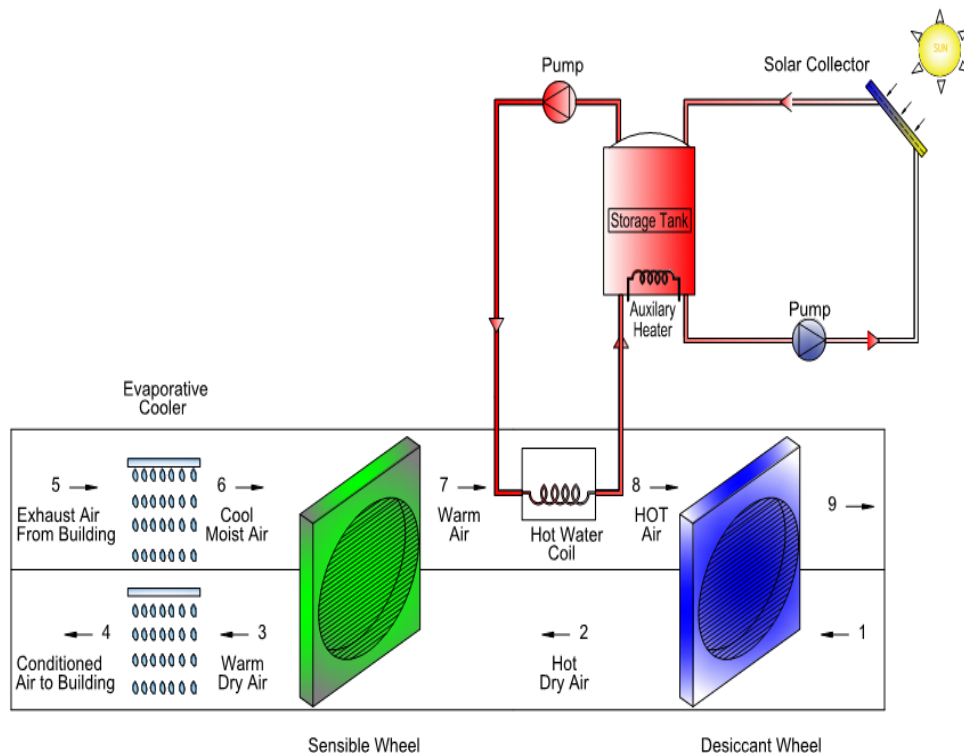 SUN
Pump
Solar Collector
Storage Tank
Auxilary
Heater
Pump
Evaporative
Cooler
5
6
7
8
9
Exhaust Air
From Building
Cool
Moist Air
Warm
Air
Hot Water
Coil
HOT
Air
4
3
2
1
Conditioned
Air to Building
Warm
Dry Air
Hot
Dry Air
Sensible Wheel
Desiccant Wheel